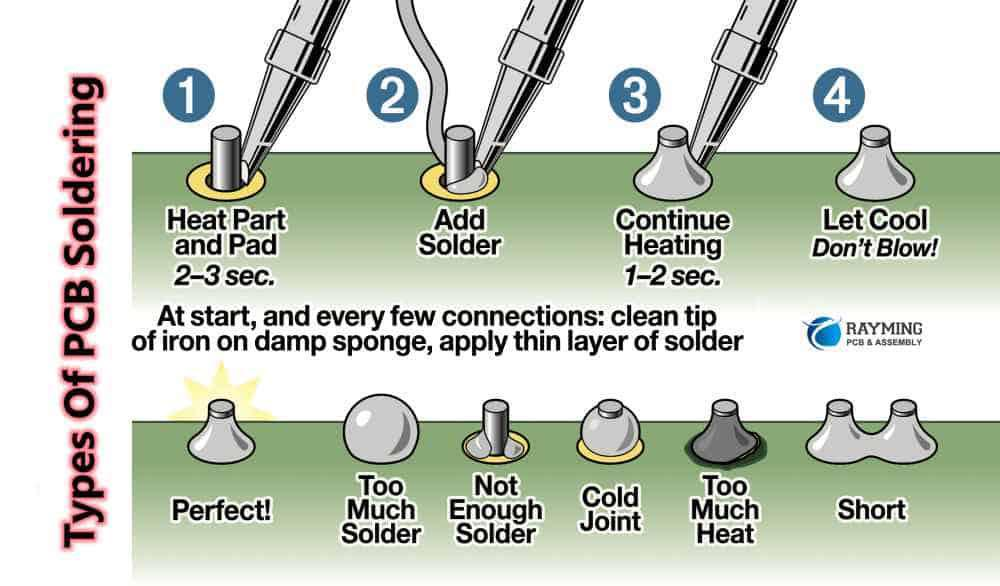 Types Of PCB Soldering
1
2
3
4
Heat Part
and Pad
2–3 sec.
Add
Solder
Continue
Heating
1–2 sec.
Let Cool
Don't Blow!
At start, and every few connections: clean tip
of iron on damp sponge, apply thin layer of solder
RAYMING
PCB & ASSEMBLY
Perfect!
Too
Much
Solder
Not
Enough
Solder
Cold
Joint
Too
Much
Heat
Short